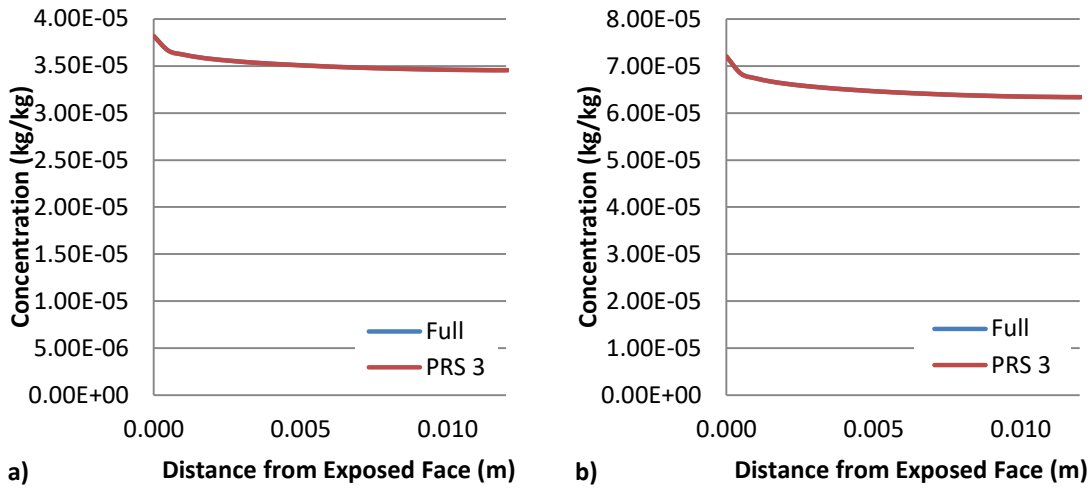 4.00E-05
3.50E-05
3.00E-05
2.50E-05
2.00E-05
1.50E-05
1.00E-05
5.00E-06
0.00E+00
Concentration (kg/kg)
Full
PRS 3
0.000 0.005 0.010
a) Distance from Exposed Face (m)
8.00E-05
7.00E-05
6.00E-05
5.00E-05
4.00E-05
3.00E-05
2.00E-05
1.00E-05
0.00E+00
Concentration (kg/kg)
Full
PRS 3
0.000 0.005 0.010
b) Distance from Exposed Face (m)